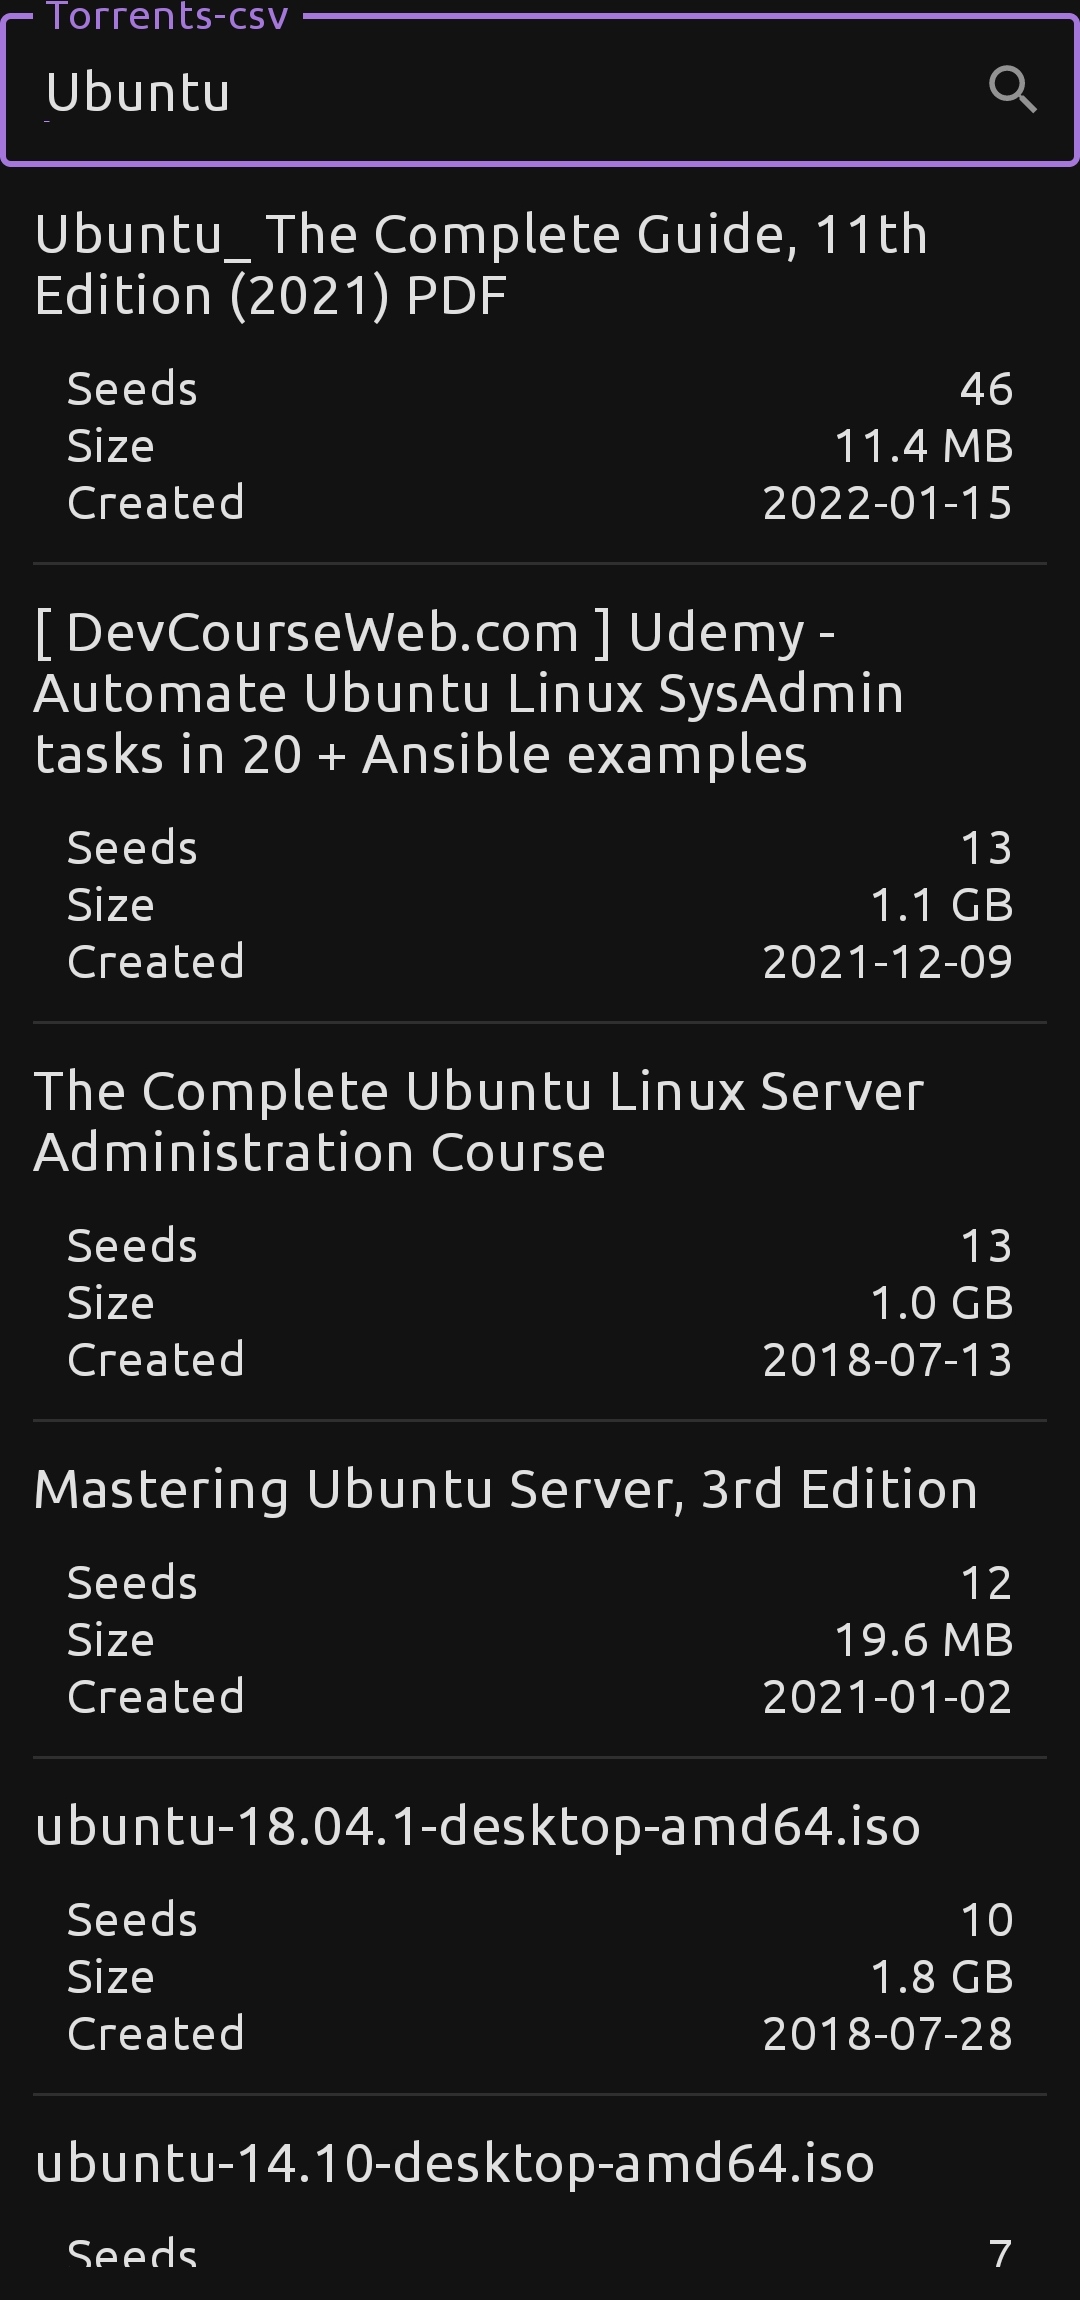 Torrents-csv
Ubuntu
Ubuntu_ The Complete Guide, 11th
Edition (2021) PDF
Seeds 46
Size 11.4 MB
Created 2022-01-15
[ DevCourseWeb.com ] Udemy -
Automate Ubuntu Linux SysAdmin
tasks in 20 + Ansible examples
Seeds 13
Size 1.1 GB
Created 2021-12-09
The Complete Ubuntu Linux Server
Administration Course
Seeds 13
Size 1.0 GB
Created 2018-07-13
Mastering Ubuntu Server, 3rd Edition
Seeds 12
Size 19.6 MB
Created 2021-01-02
ubuntu-18.04.1-desktop-amd64.iso
Seeds 10
Size 1.8 GB
Created 2018-07-28
ubuntu-14.10-desktop-amd64.iso
Seeds 7